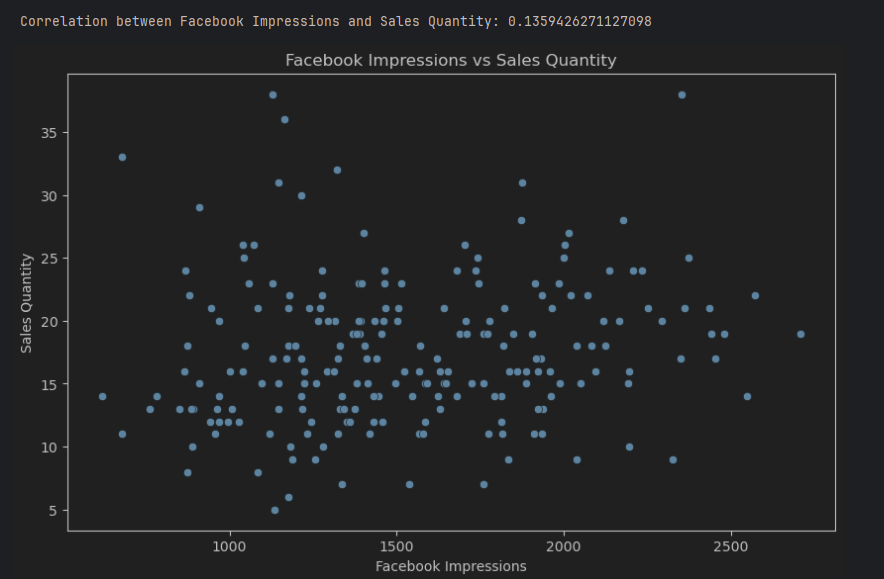 Correlation between Facebook Impressions and Sales Quantity: 0.1359426271127098
Facebook Impressions vs Sales Quantity
35
30
25
20
15
10
5
Sales Quantity
1000 1500 2000 2500
Facebook Impressions